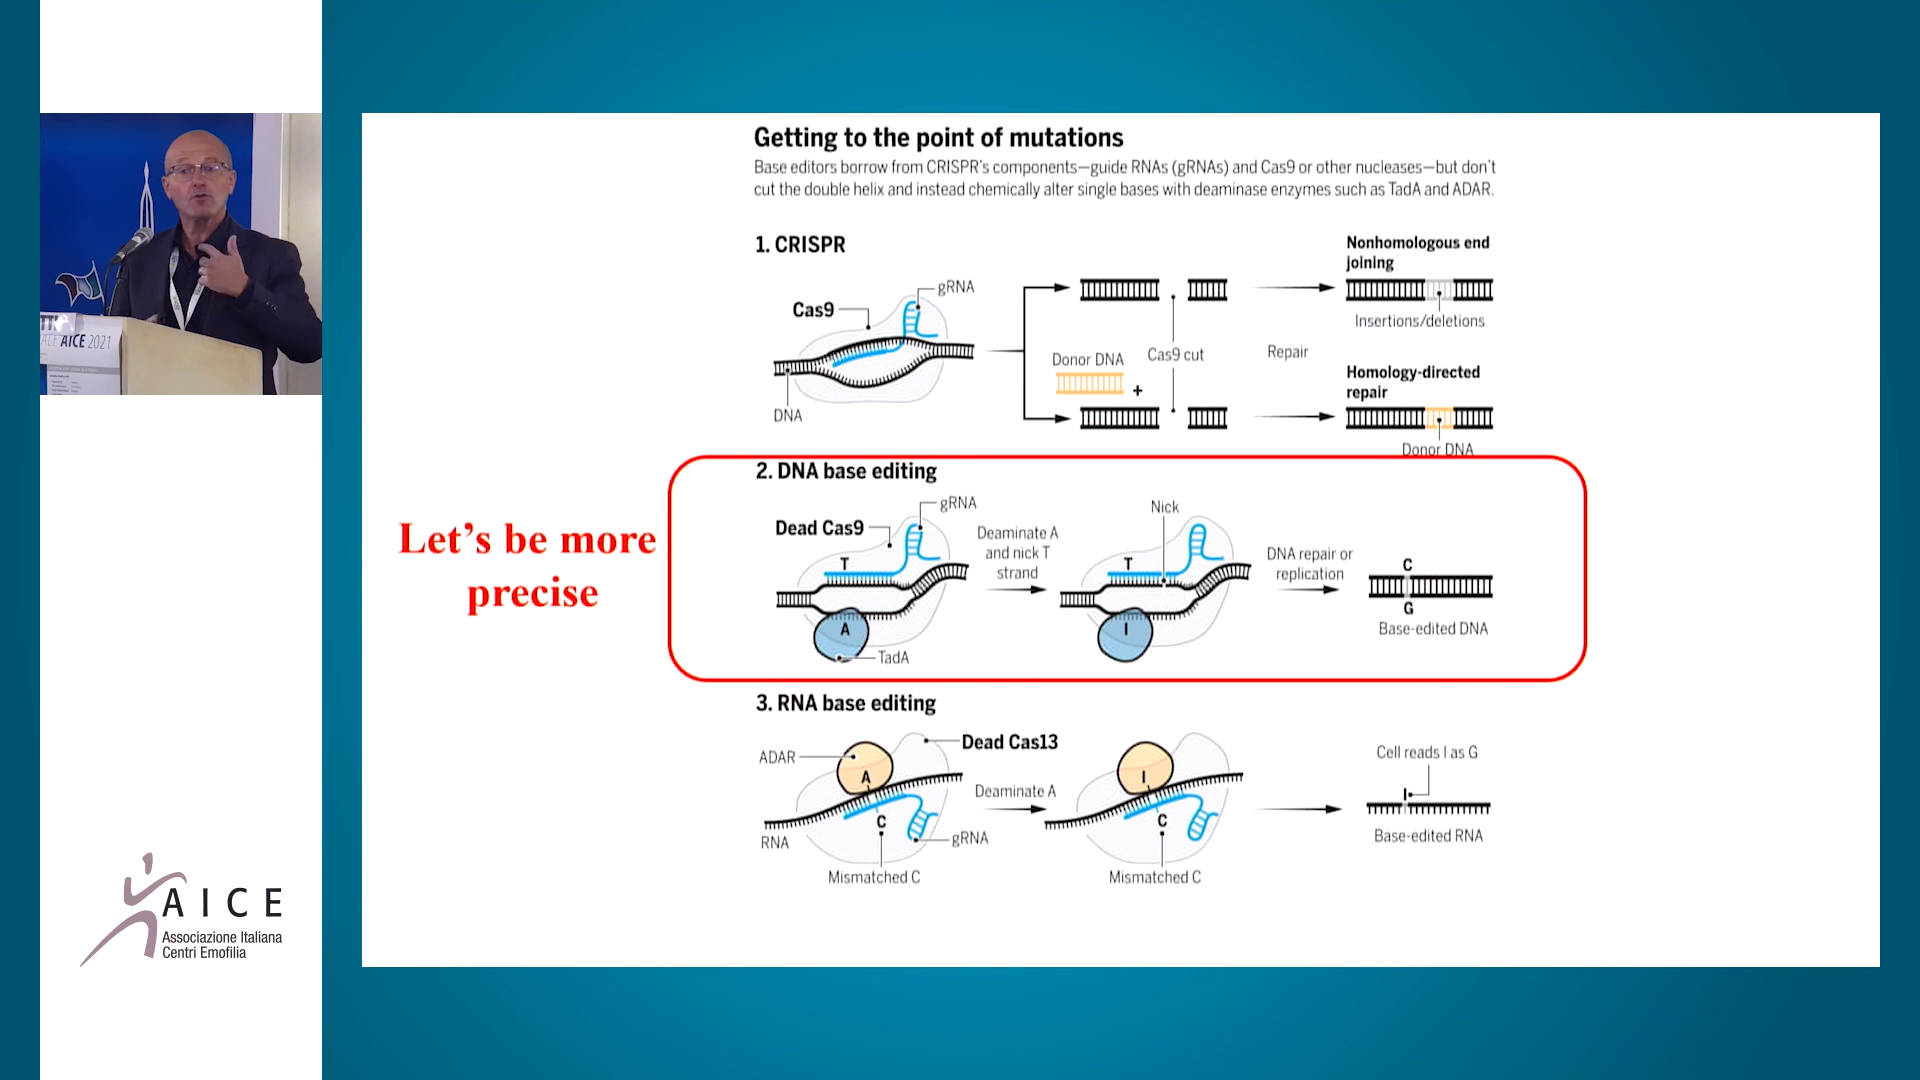 AICE 2021
Getting to the point of mutations
Base editors borrow from CRISPR's components—guide RNAs (gRNAs) and Cas9 or other nucleases—but don't
cut the double helix and instead chemically alter single bases with deaminase enzymes such as TadA and ADAR.
1. CRISPR
Cas9
gRNA
DNA
Donor DNA
+
Cas9 cut
Repair
Nonhomologous end
joining
Insertions/deletions
Homology-directed
repair
Donor DNA
Let's be more
precise
2. DNA base editing
Dead Cas9
gRNA
T
A
TadA
Deaminate A
and nick T
strand
Nick
T
I
DNA repair or
replication
C
G
Base-edited DNA
3. RNA base editing
ADAR
Dead Cas13
A
C
RNA
gRNA
Mismatched C
Deaminate A
I
C
Mismatched C
Cell reads I as G
I
Base-edited RNA
AICE
Associazione Italiana
Centri Emofilia